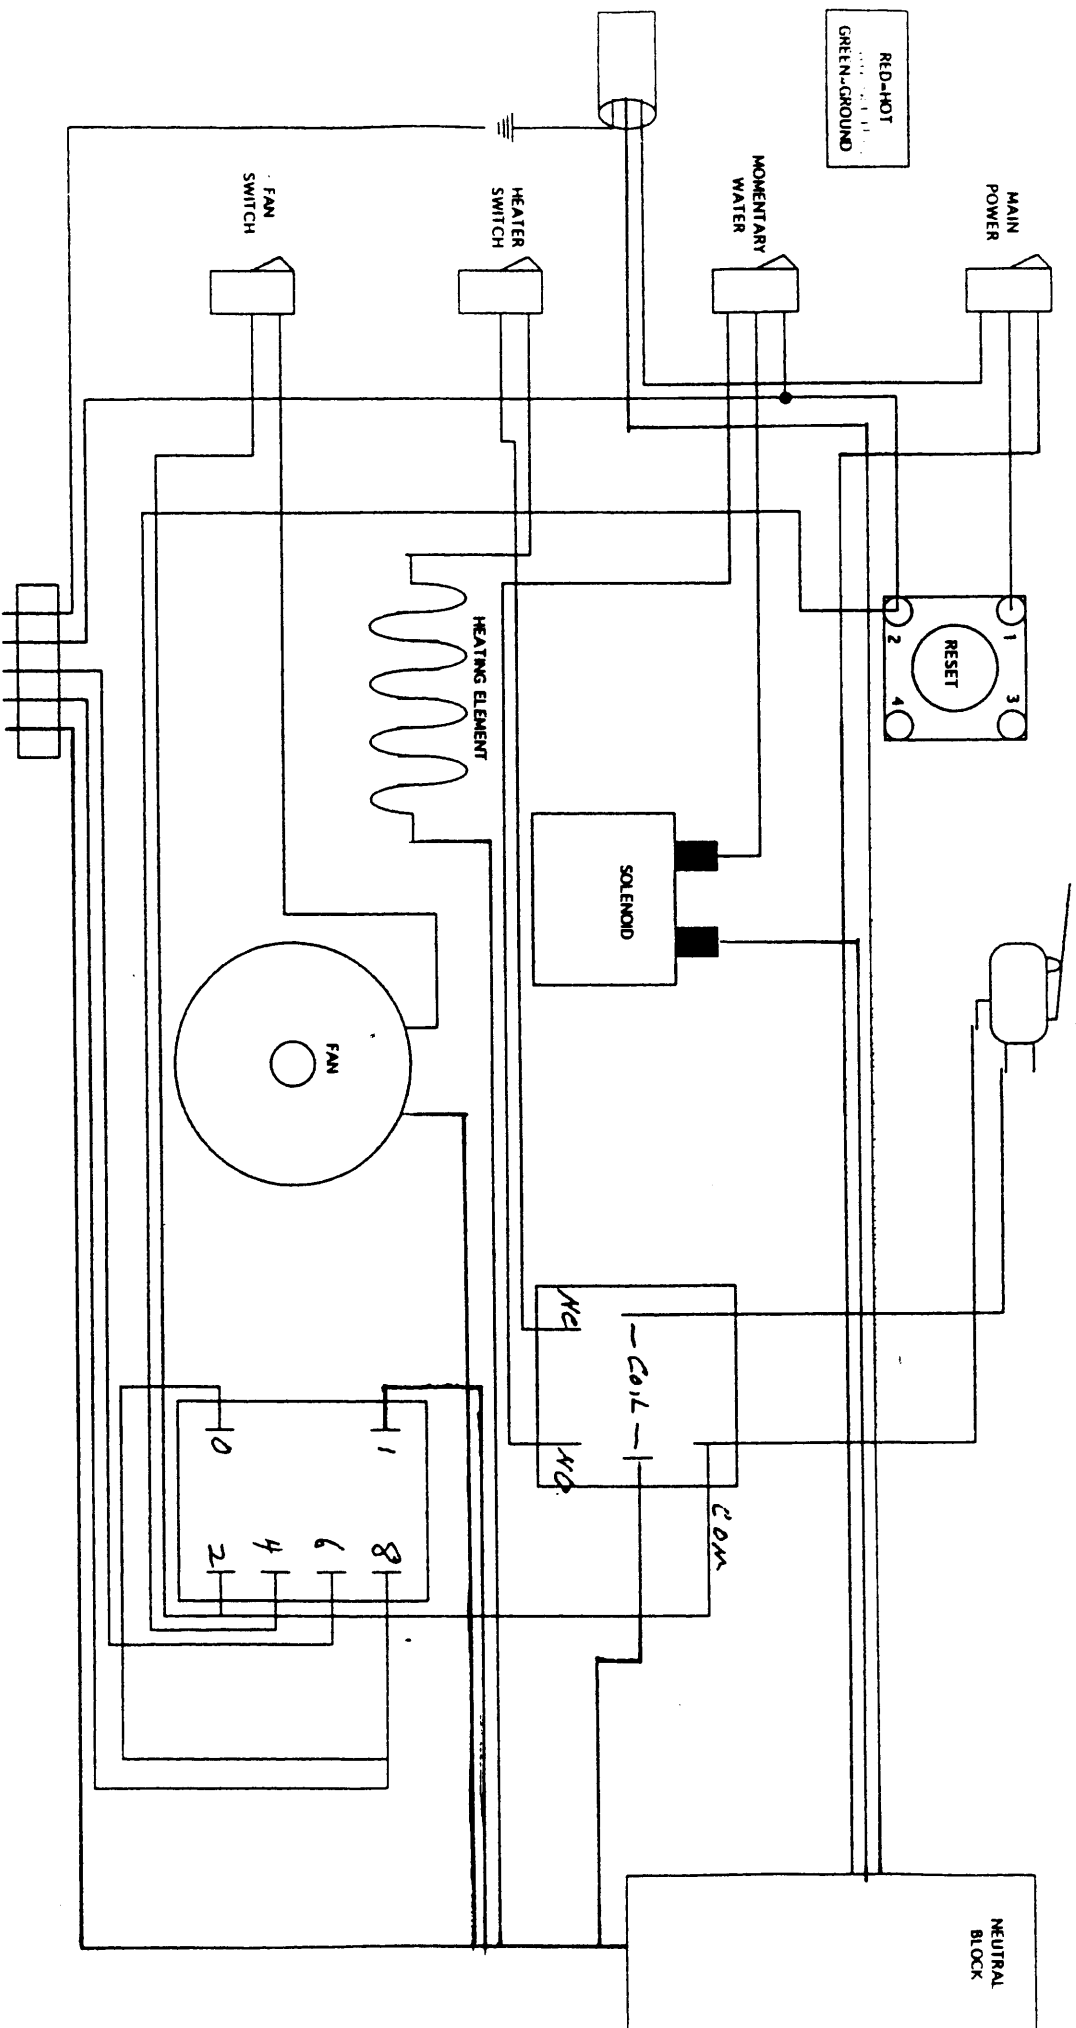 RED=HOT
GREEN=GROUND
MAIN
POWER
MOMENTARY
WATER
HEATER
SWITCH
FAN
SWITCH
RESET
1
2
3
4
HEATING ELEMENT
SOLENOID
FAN
NC
-COIL-
NO
COM
1
0
8
6
4
2
NEUTRAL
BLOCK